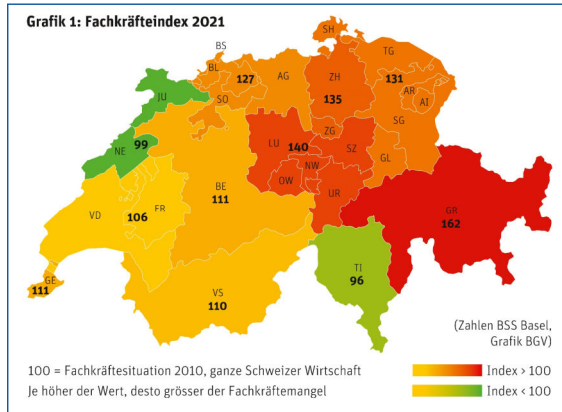 Grafik 1: Fachkräfteindex 2021
SH
BS
TG
BL
127
AG
ZH
131
JU
135
AR
AI
SO
SG
99
ZG
LU
140
SZ
NE
NW
GL
OW
BE
UR
111
GR
VD
106
FR
162
TI
GE
96
111
VS
110
(Zahlen BSS Basel,
Grafik BGV)
100 = Fachkräftesituation 2010, ganze Schweizer Wirtschaft
Index > 100
Je höher der Wert, desto grösser der Fachkräftemangel
Index < 100